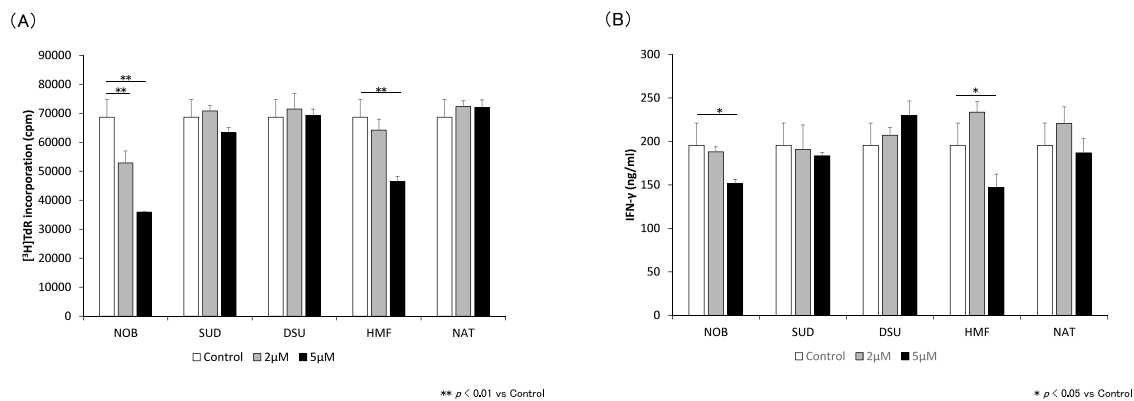 (A)
90000
80000
70000
60000
50000
40000
30000
20000
10000
0
[³H]TdR incorporation (cpm)
**
**
**
NOB SUD DSU HMF NAT
Control 2μM 5μM
** p < 0.01 vs Control
(B)
300
250
200
150
100
50
0
IFN-γ (ng/ml)
*
*
NOB SUD DSU HMF NAT
Control 2μM 5μM
* p < 0.05 vs Control